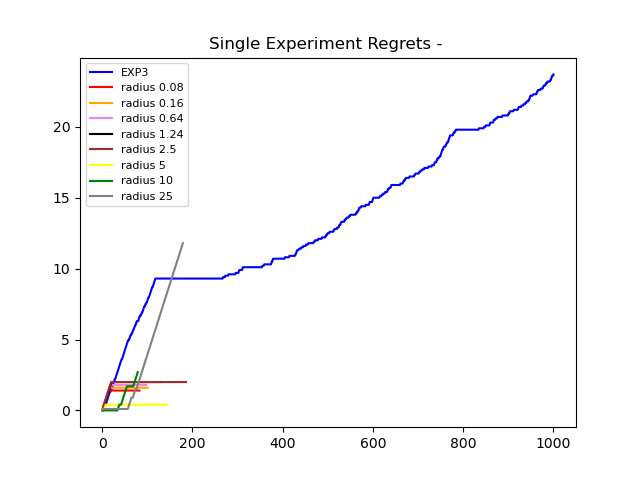 Single Experiment Regrets -
EXP3
radius 0.08
radius 0.16
radius 0.64
radius 1.24
radius 2.5
radius 5
radius 10
radius 25
20
15
10
5
0
0 200 400 600 800 1000